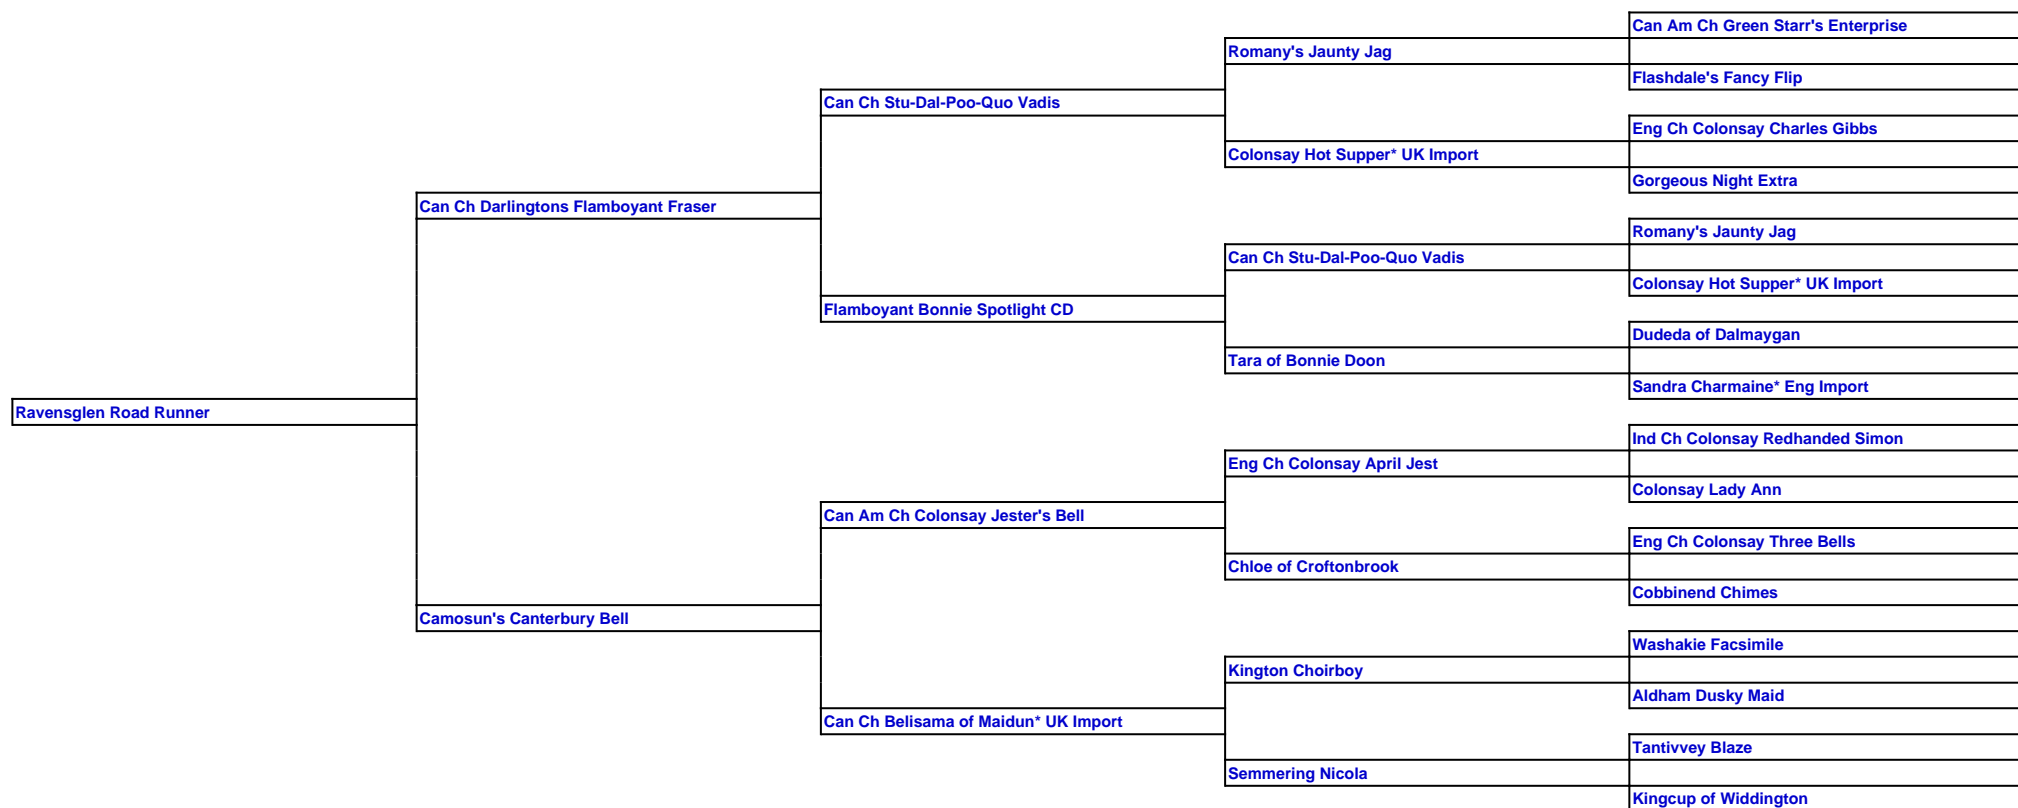 Can Am Ch Green Starr's Enterprise
Romany's Jaunty Jag
Flashdale's Fancy Flip
Can Ch Stu-Dal-Poo-Quo Vadis
Eng Ch Colonsay Charles Gibbs
Colonsay Hot Supper* UK Import
Gorgeous Night Extra
Can Ch Darlingtons Flamboyant Fraser
Romany's Jaunty Jag
Can Ch Stu-Dal-Poo-Quo Vadis
Colonsay Hot Supper* UK Import
Flamboyant Bonnie Spotlight CD
Dudeda of Dalmaygan
Tara of Bonnie Doon
Sandra Charmaine* Eng Import
Ravensglen Road Runner
Ind Ch Colonsay Redhanded Simon
Eng Ch Colonsay April Jest
Colonsay Lady Ann
Can Am Ch Colonsay Jester's Bell
Eng Ch Colonsay Three Bells
Chloe of Croftonbrook
Cobbinend Chimes
Camosun's Canterbury Bell
Washakie Facsimile
Kington Choirboy
Aldham Dusky Maid
Can Ch Belisama of Maidun* UK Import
Tantivvey Blaze
Semmering Nicola
Kingcup of Widdington